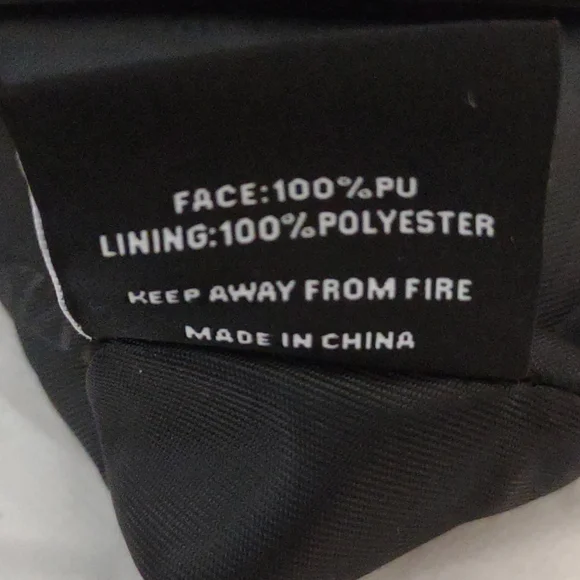 FACE:100%PU
LINING:100%POLYESTER
KEEP AWAY FROM FIRE
MADE IN CHINA